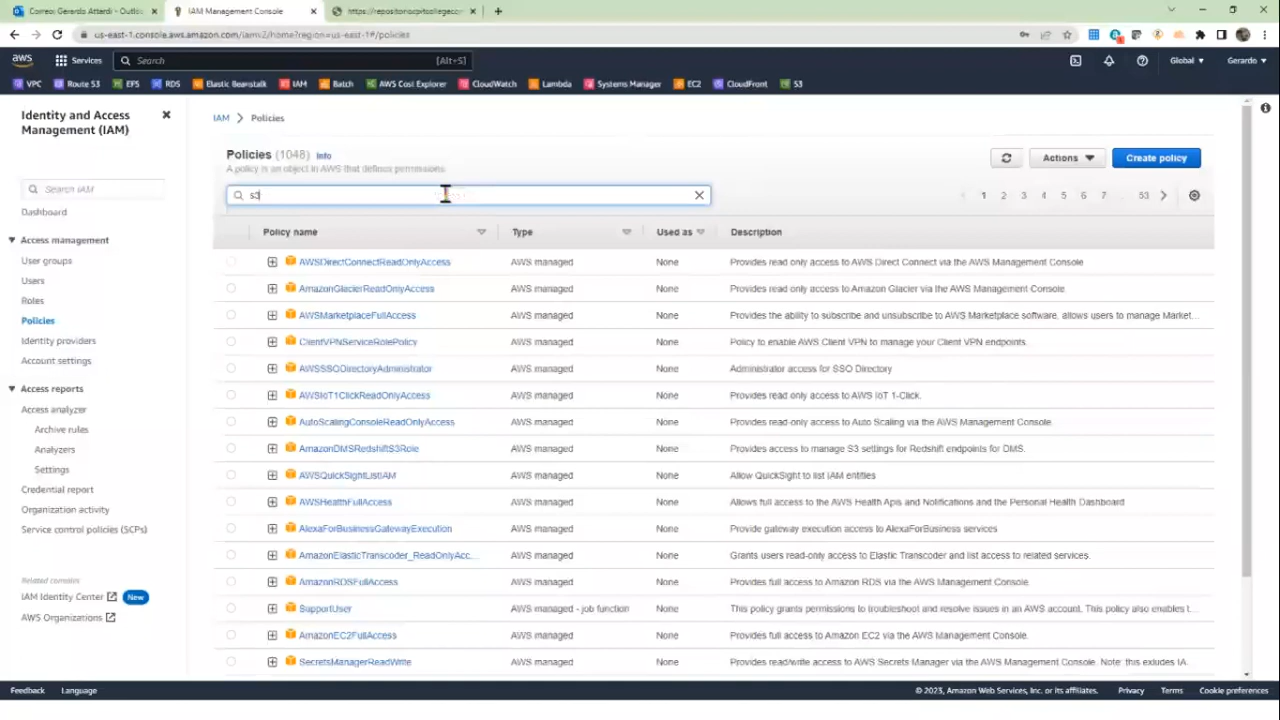 Correo: Gerardo Attardi - Outlo
IAM Management Console
us-east-1.console.aws.amazon.com/iamv2/home?region=us-east-1#/policies
aws Services Search [Alt+S] Global Gerardo
VPC Route 53 EFS RDS Elastic Beanstalk IAM Batch AWS Cost Explorer CloudWatch Lambda Systems Manager EC2 CloudFront S3
Identity and Access
Management (IAM)
Search IAM
Dashboard
Access management
User groups
Users
Roles
Policies
Identity providers
Account settings
Access reports
Access analyzer
Archive rules
Analyzers
Settings
Credential report
Organization activity
Service control policies (SCPs)
Related consoles
IAM Identity Center New
AWS Organizations
IAM > Policies
Policies (1048) Info
A policy is an object in AWS that defines permissions.
Actions Create policy
s3
1 2 3 4 5 6 7 ... 53
Policy name Type Used as Description
AWSDirectConnectReadOnlyAccess AWS managed None Provides read only access to AWS Direct Connect via the AWS Management Console
AmazonGlacierReadOnlyAccess AWS managed None Provides read only access to Amazon Glacier via the AWS Management Console
AWSMarketplaceFullAccess AWS managed None Provides the ability to subscribe and unsubscribe to AWS Marketplace software, allows users to manage Market...
ClientVPNServiceRolePolicy AWS managed None Policy to enable AWS Client VPN to manage your Client VPN endpoints.
AWSSSODirectoryAdministrator AWS managed None Administrator access for SSO Directory
AWSIoT1ClickReadOnlyAccess AWS managed None Provides read only access to AWS IoT 1-Click.
AutoScalingConsoleReadOnlyAccess AWS managed None Provides read-only access to Auto Scaling via the AWS Management Console.
AmazonDMSRedshiftS3Role AWS managed None Provides access to manage S3 settings for Redshift endpoints for DMS.
AWSQuickSightListIAM AWS managed None Allow QuickSight to list IAM entities
AWSHealthFullAccess AWS managed None Allows full access to the AWS Health Apis and Notifications and the Personal Health Dashboard
AlexaForBusinessGatewayExecution AWS managed None Provide gateway execution access to AlexaForBusiness services
AmazonElasticTranscoder_ReadOnlyAcc... AWS managed None Grants users read-only access to Elastic Transcoder and list access to related services.
AmazonRDSFullAccess AWS managed None Provides full access to Amazon RDS via the AWS Management Console.
SupportUser AWS managed - job function None This policy grants permissions to troubleshoot and resolve issues in an AWS account. This policy also enables t...
AmazonEC2FullAccess AWS managed None Provides full access to Amazon EC2 via the AWS Management Console.
SecretsManagerReadWrite AWS managed None Provides read/write access to AWS Secrets Manager via the AWS Management Console. Note: this exludes IA
Feedback Language © 2023, Amazon Web Services, Inc. or its affiliates. Privacy Terms Cookie preferences